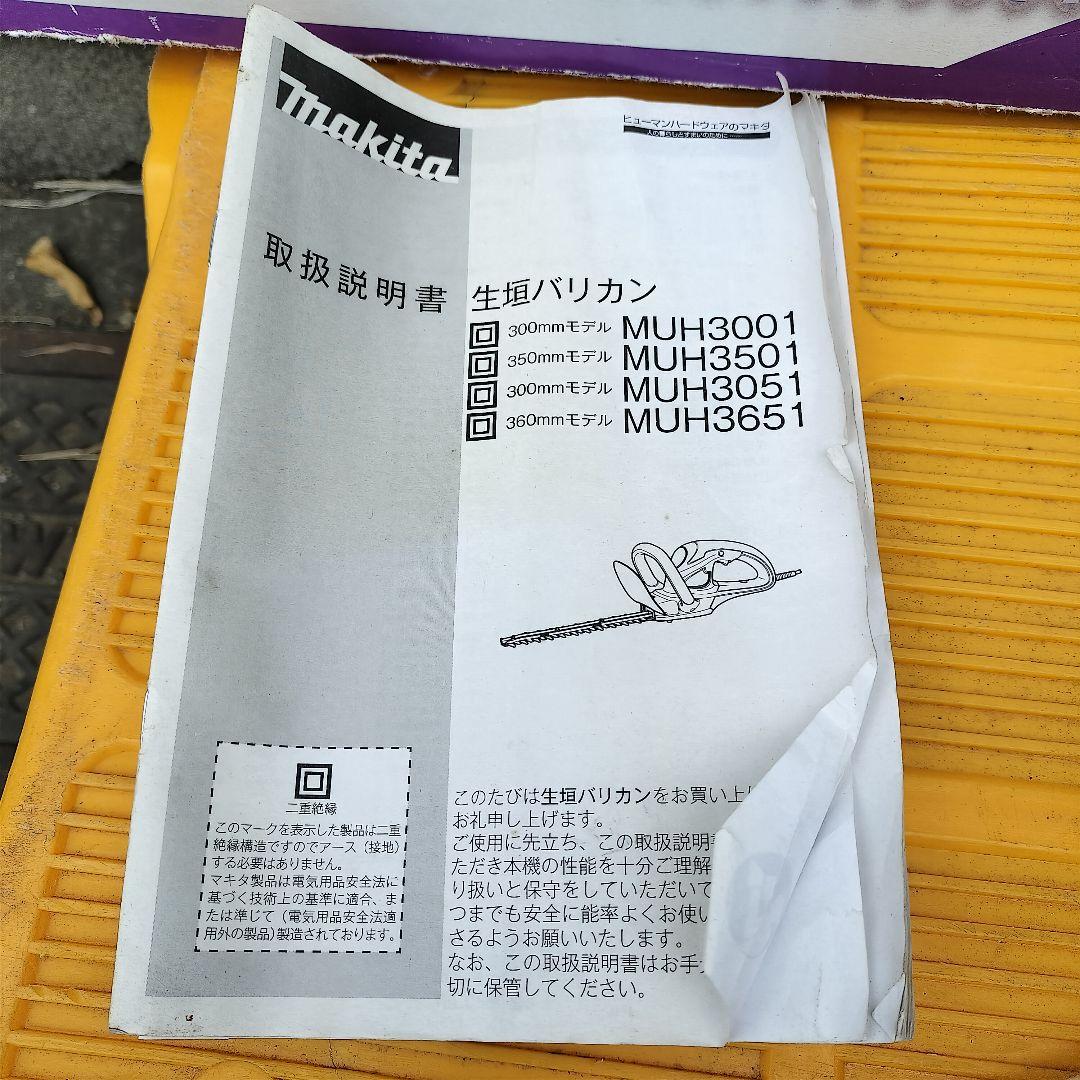 makita
ヒューマンハードウェアのマキタ
人の暮らしとすまいのために……
取扱説明書
生垣バリカン
300mmモデル MUH3001
350mmモデル MUH3501
300mmモデル MUH3051
360mmモデル MUH3651
二重絶縁
このマークを表示した製品は二重
絶縁構造ですのでアース（接地）
する必要はありません。
マキタ製品は電気用品安全法に
基づく技術上の基準に適合、ま
たは準じて（電気用品安全法適
用外の製品）製造されております。
このたびは生垣バリカンをお買い上
お礼申し上げます。
ご使用に先立ち、この取扱説明
ただき本機の性能を十分ご理解
り扱いと保守をしていただいて
つまでも安全に能率よくお使い
さるようお願いいたします。
なお、この取扱説明書はお手
切に保管してください。